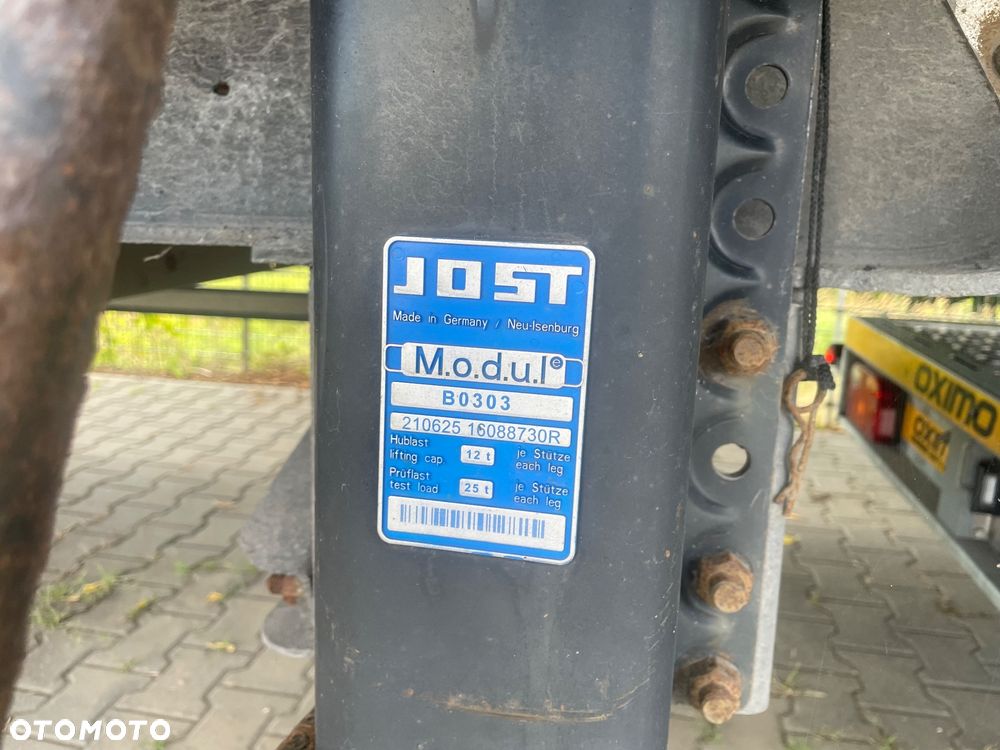 JOST
Made in Germany / Neu-Isenburg
M.o.d.u.l e
B0303
210625 16088730R
Hublast je Stütze
lifting cap. 12 t each leg
Prüflast je Stütze
test load 25 t each leg
OXIMO
OTOMOTO